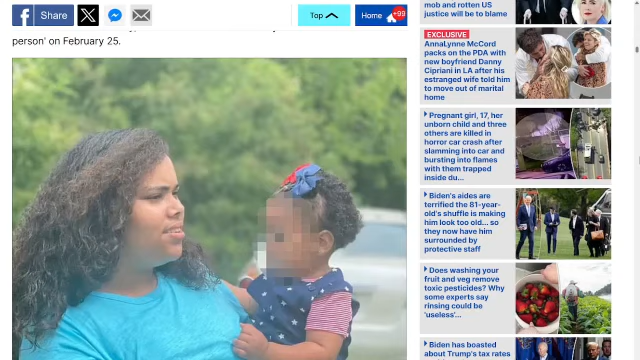 Share
Top
Home
+99
person' on February 25.
mob and rotten US
justice will be to blame
EXCLUSIVE
AnnaLynne McCord
packs on the PDA with
new boyfriend Danny
Cipriani in LA after his
estranged wife told him
to move out of marital
home
Pregnant girl, 17, her
unborn child and three
others are killed in
horror car crash after
slamming into car and
bursting into flames
with them trapped
inside du...
Biden's aides are
terrified the 81-year-
old's shuffle is making
him look too old... so
they now have him
surrounded by
protective staff
Does washing your
fruit and veg remove
toxic pesticides? Why
some experts say
rinsing could be
'useless'...
Biden has boasted
about Trump's tax rates